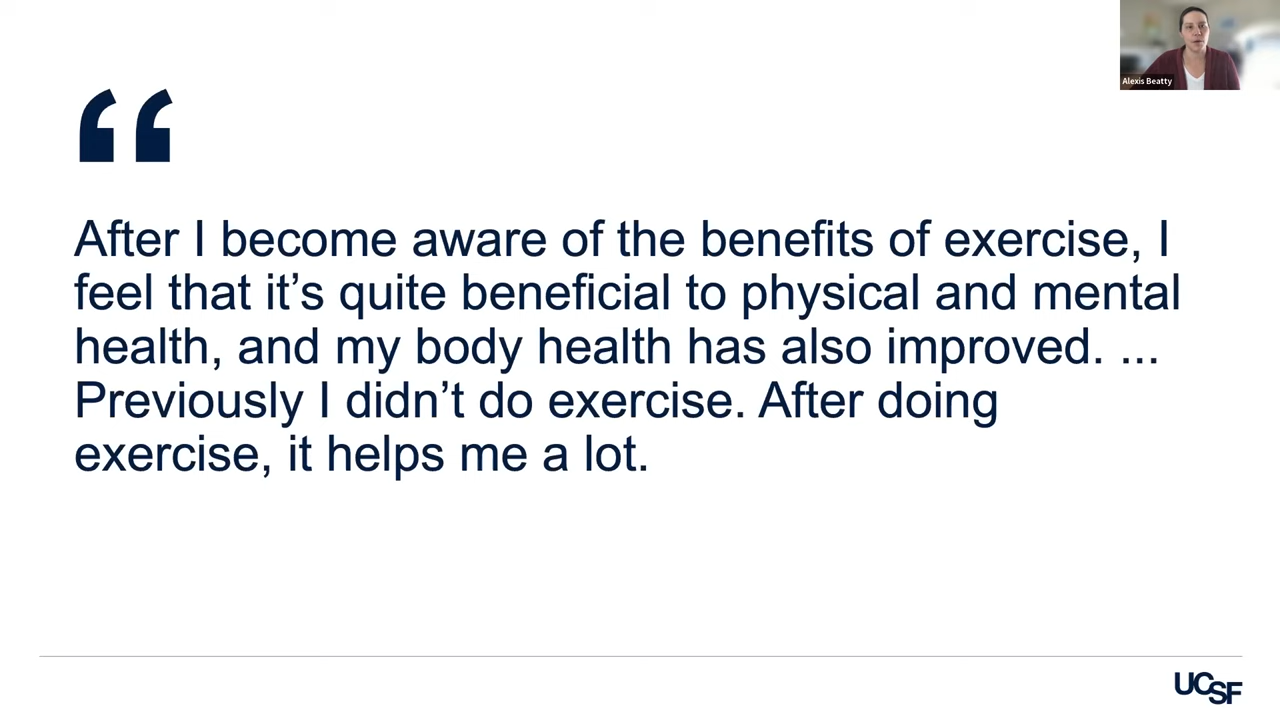 Alexis Beatty
“
After I become aware of the benefits of exercise, I
feel that it’s quite beneficial to physical and mental
health, and my body health has also improved. ...
Previously I didn’t do exercise. After doing
exercise, it helps me a lot.
UCSF